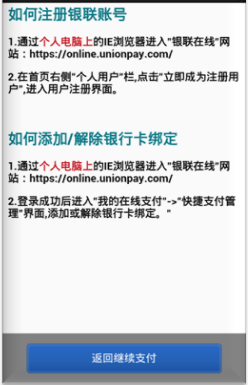 如何注册银联账号
1.通过个人电脑上的IE浏览器进入"银联在线"网
站：https://online.unionpay.com/
2.在首页右侧"个人用户"栏,点击"立即成为注册用
户",进入用户注册界面。
如何添加/解除银行卡绑定
1.通过个人电脑上的IE浏览器进入"银联在线"网
站：https://online.unionpay.com/
2.登录成功后进入"我的在线支付"->"快捷支付管
理"界面,添加或解除银行卡绑定。"
返回继续支付